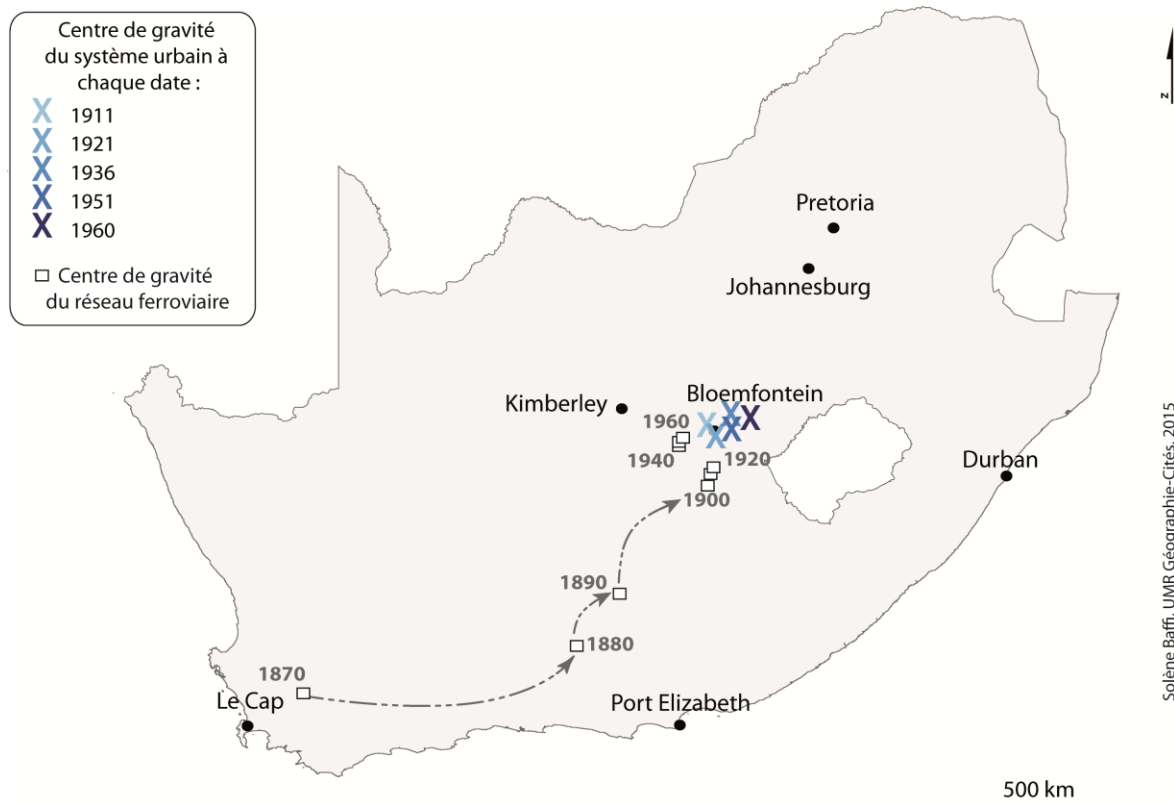 Centre de gravité
du système urbain à
chaque date :
X 1911
X 1921
X 1936
X 1951
X 1960
Centre de gravité
du réseau ferroviaire
z
Pretoria
Johannesburg
Kimberley
Bloemfontein
1960
1940
1920
1900
Durban
1890
1880
1870
Le Cap
Port Elizabeth
500 km
Solène Baffi, UMR Géographie-Cités, 2015